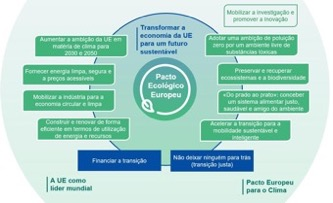 Mobilizar a investigação e
promover a inovação
Transformar a
economia da UE
para um futuro
sustentável
Aumentar a ambição da UE em
matéria de clima para
2030 e 2050
Adotar uma ambição de poluição
zero por um ambiente livre de
substâncias tóxicas
Fornecer energia limpa, segura e
a preços acessíveis
Preservar e recuperar
ecossistemas e a biodiversidade
Pacto
Ecológico
Europeu
Mobilizar a indústria para a
economia circular e limpa
«Do prado ao prato»: conceber
um sistema alimentar justo,
saudável e amigo do ambiente
Construir e renovar de forma
eficiente em termos de utilização
de energia e recursos
Acelerar a transição para a
mobilidade sustentável e
inteligente
Financiar a transição
Não deixar ninguém para trás
(transição justa)
A UE como
líder mundial
Pacto Europeu
para o Clima